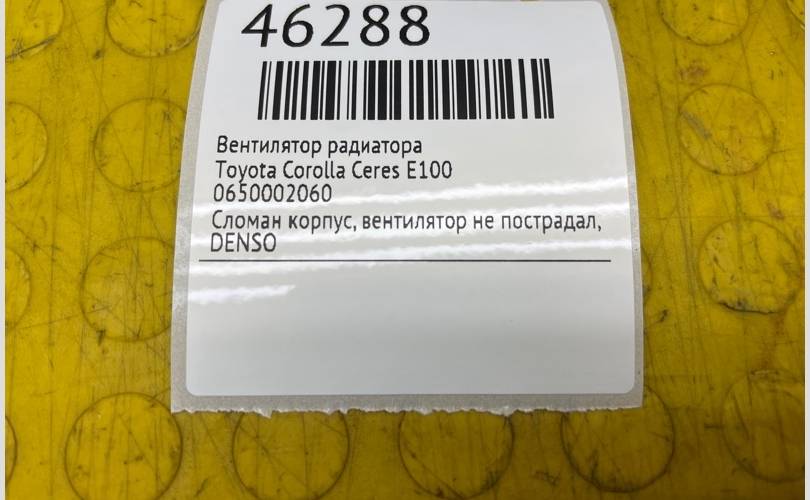 46288
Вентилятор радиатора
Toyota Corolla Ceres E100
0650002060
Сломан корпус, вентилятор не пострадал,
DENSO